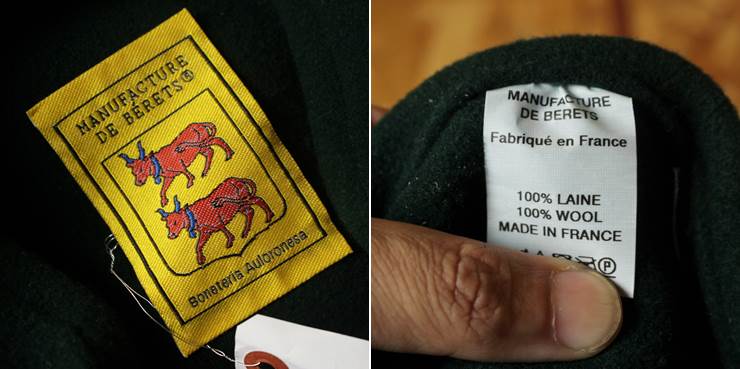 MANUFACTURE
DE BÉRETS®
Boneteria Auloronesa
MANUFACTURE
DE BERETS
Fabriqué en France
100% LAINE
100% WOOL
MADE IN FRANCE
P